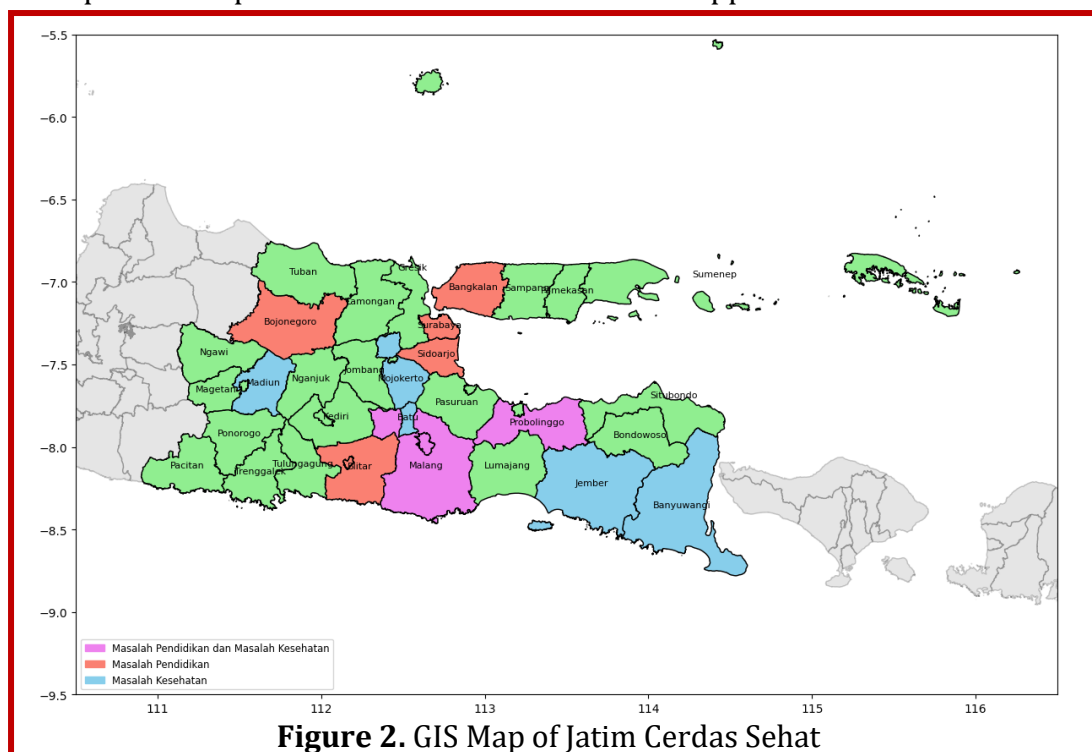 −5.5
−6.0
−6.5
−7.0
−7.5
−8.0
−8.5
−9.0
−9.5
Gresik
Tuban
Sumenep
Bangkalan
Sampang
Lamongan
Bojonegoro
Surabaya
Ngawi
Sidoarjo
Jombang
Madiun
Nganjuk
Mojokerto
Magetan
Situbondo
Pasuruan
Kediri
Batu
Probolinggo
Ponorogo
Bondowoso
Pacitan
Trenggalek
Tulungagung
Blitar
Malang
Lumajang
Jember
Banyuwangi
Masalah Pendidikan dan Masalah Kesehatan
Masalah Pendidikan
Masalah Kesehatan
111 112 113 114 115 116
Figure 2. GIS Map of Jatim Cerdas Sehat